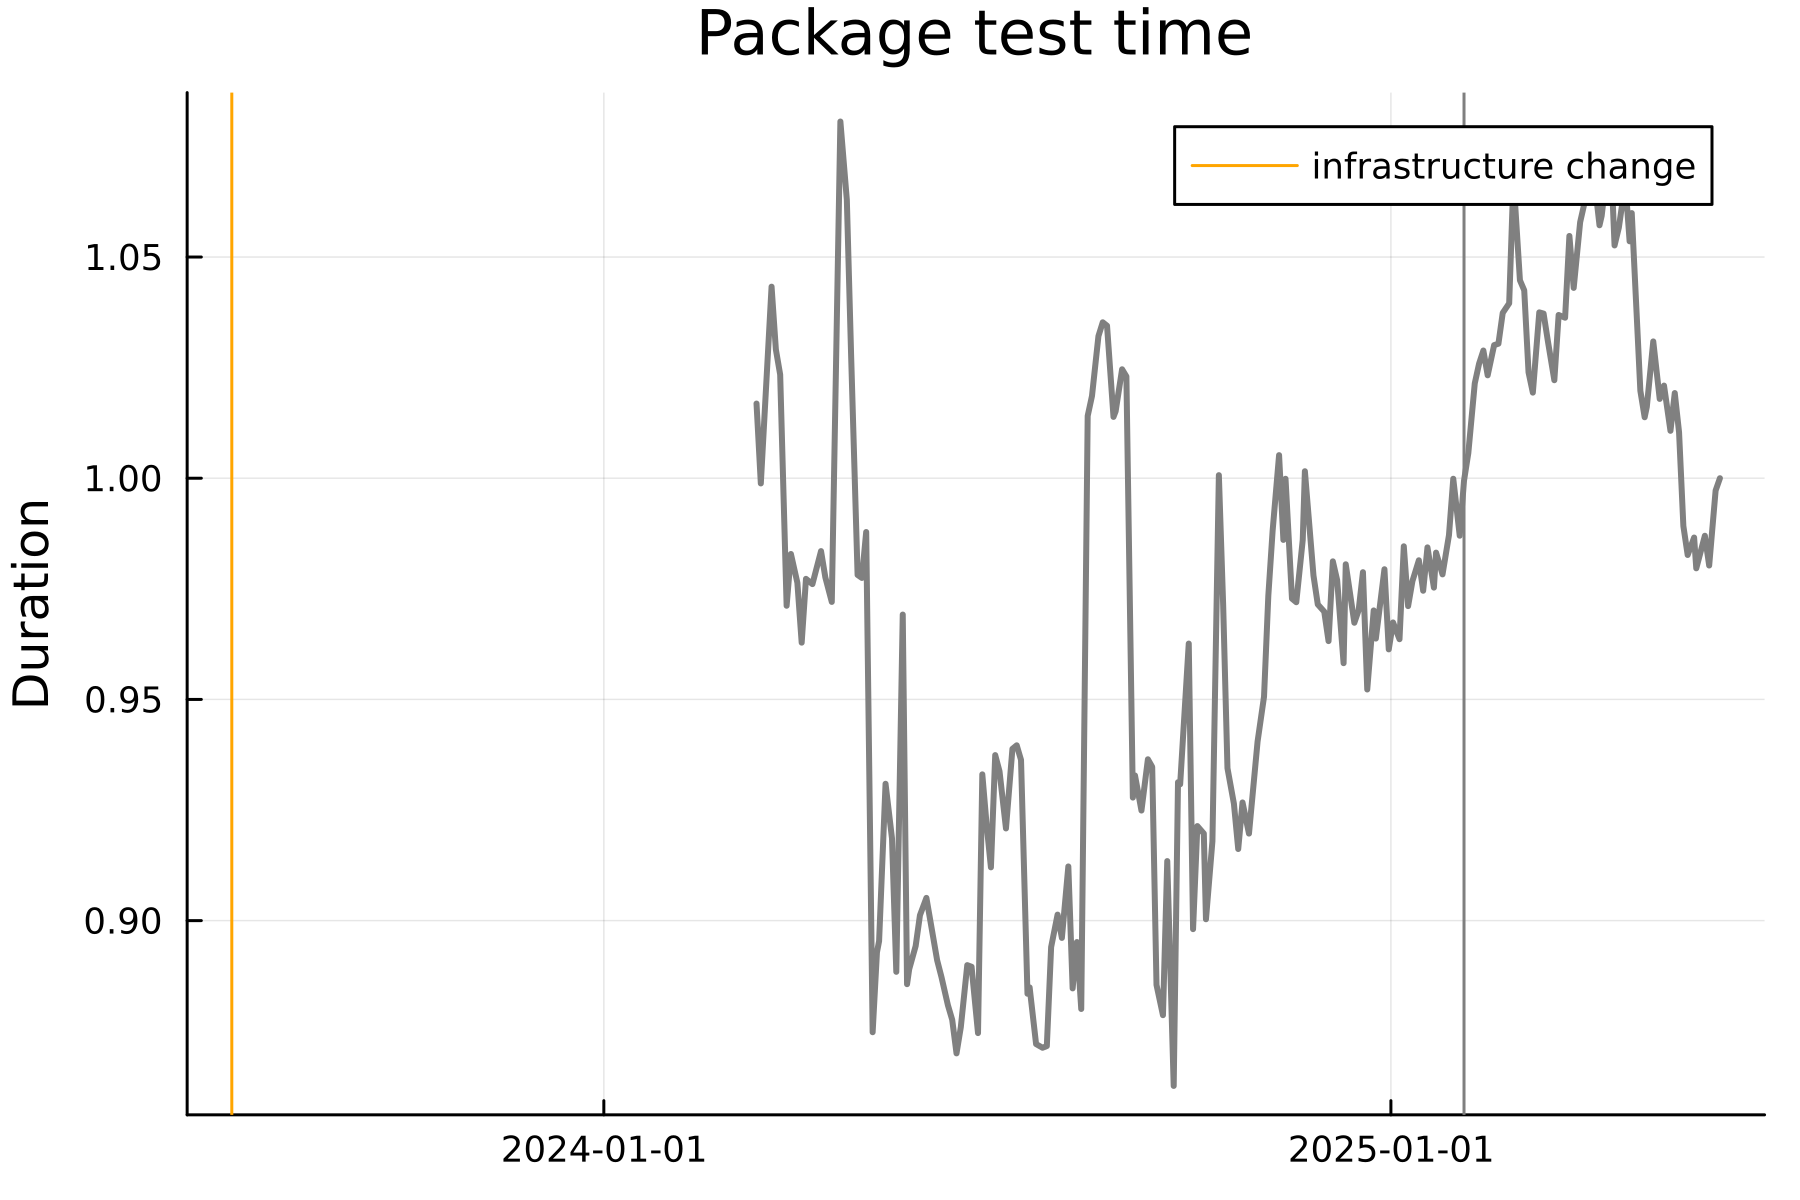 Package test time
infrastructure change
Duration
1.05
1.00
0.95
0.90
2024-01-01
2025-01-01